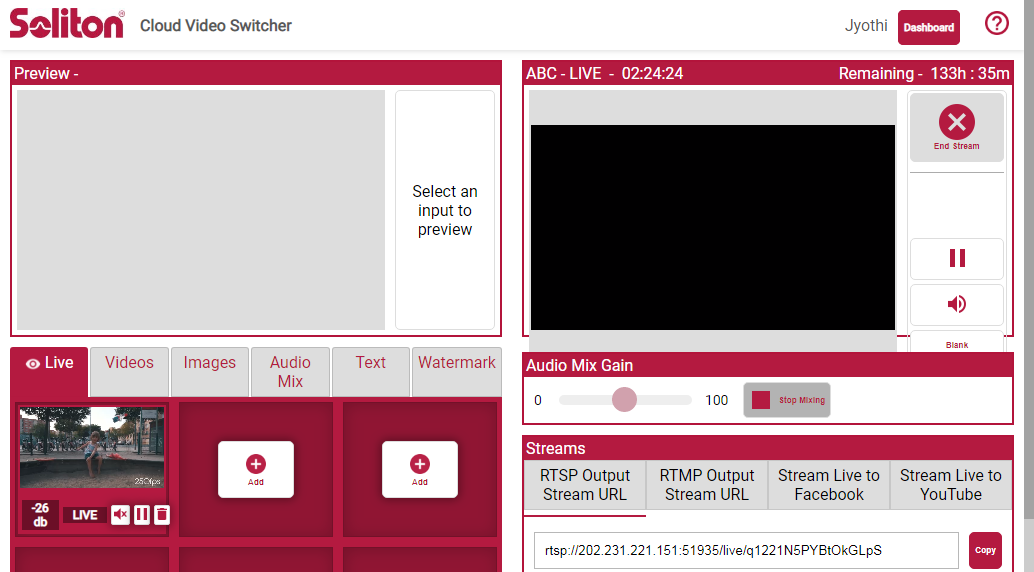 Soliton
Cloud Video Switcher
Jyothi
Dashboard
?
Preview -
Select an
input to
preview
ABC - LIVE - 02:24:24
Remaining - 133h : 35m
End Stream
Blank
Live
Videos
Images
Audio
Mix
Text
Watermark
250fps
-26
db
LIVE
Add
Add
Audio Mix Gain
0
100
Stop Mixing
Streams
RTSP Output
Stream URL
RTMP Output
Stream URL
Stream Live to
Facebook
Stream Live to
YouTube
rtsp://202.231.221.151:51935/live/q1221N5PYBtOkGLpS
Copy